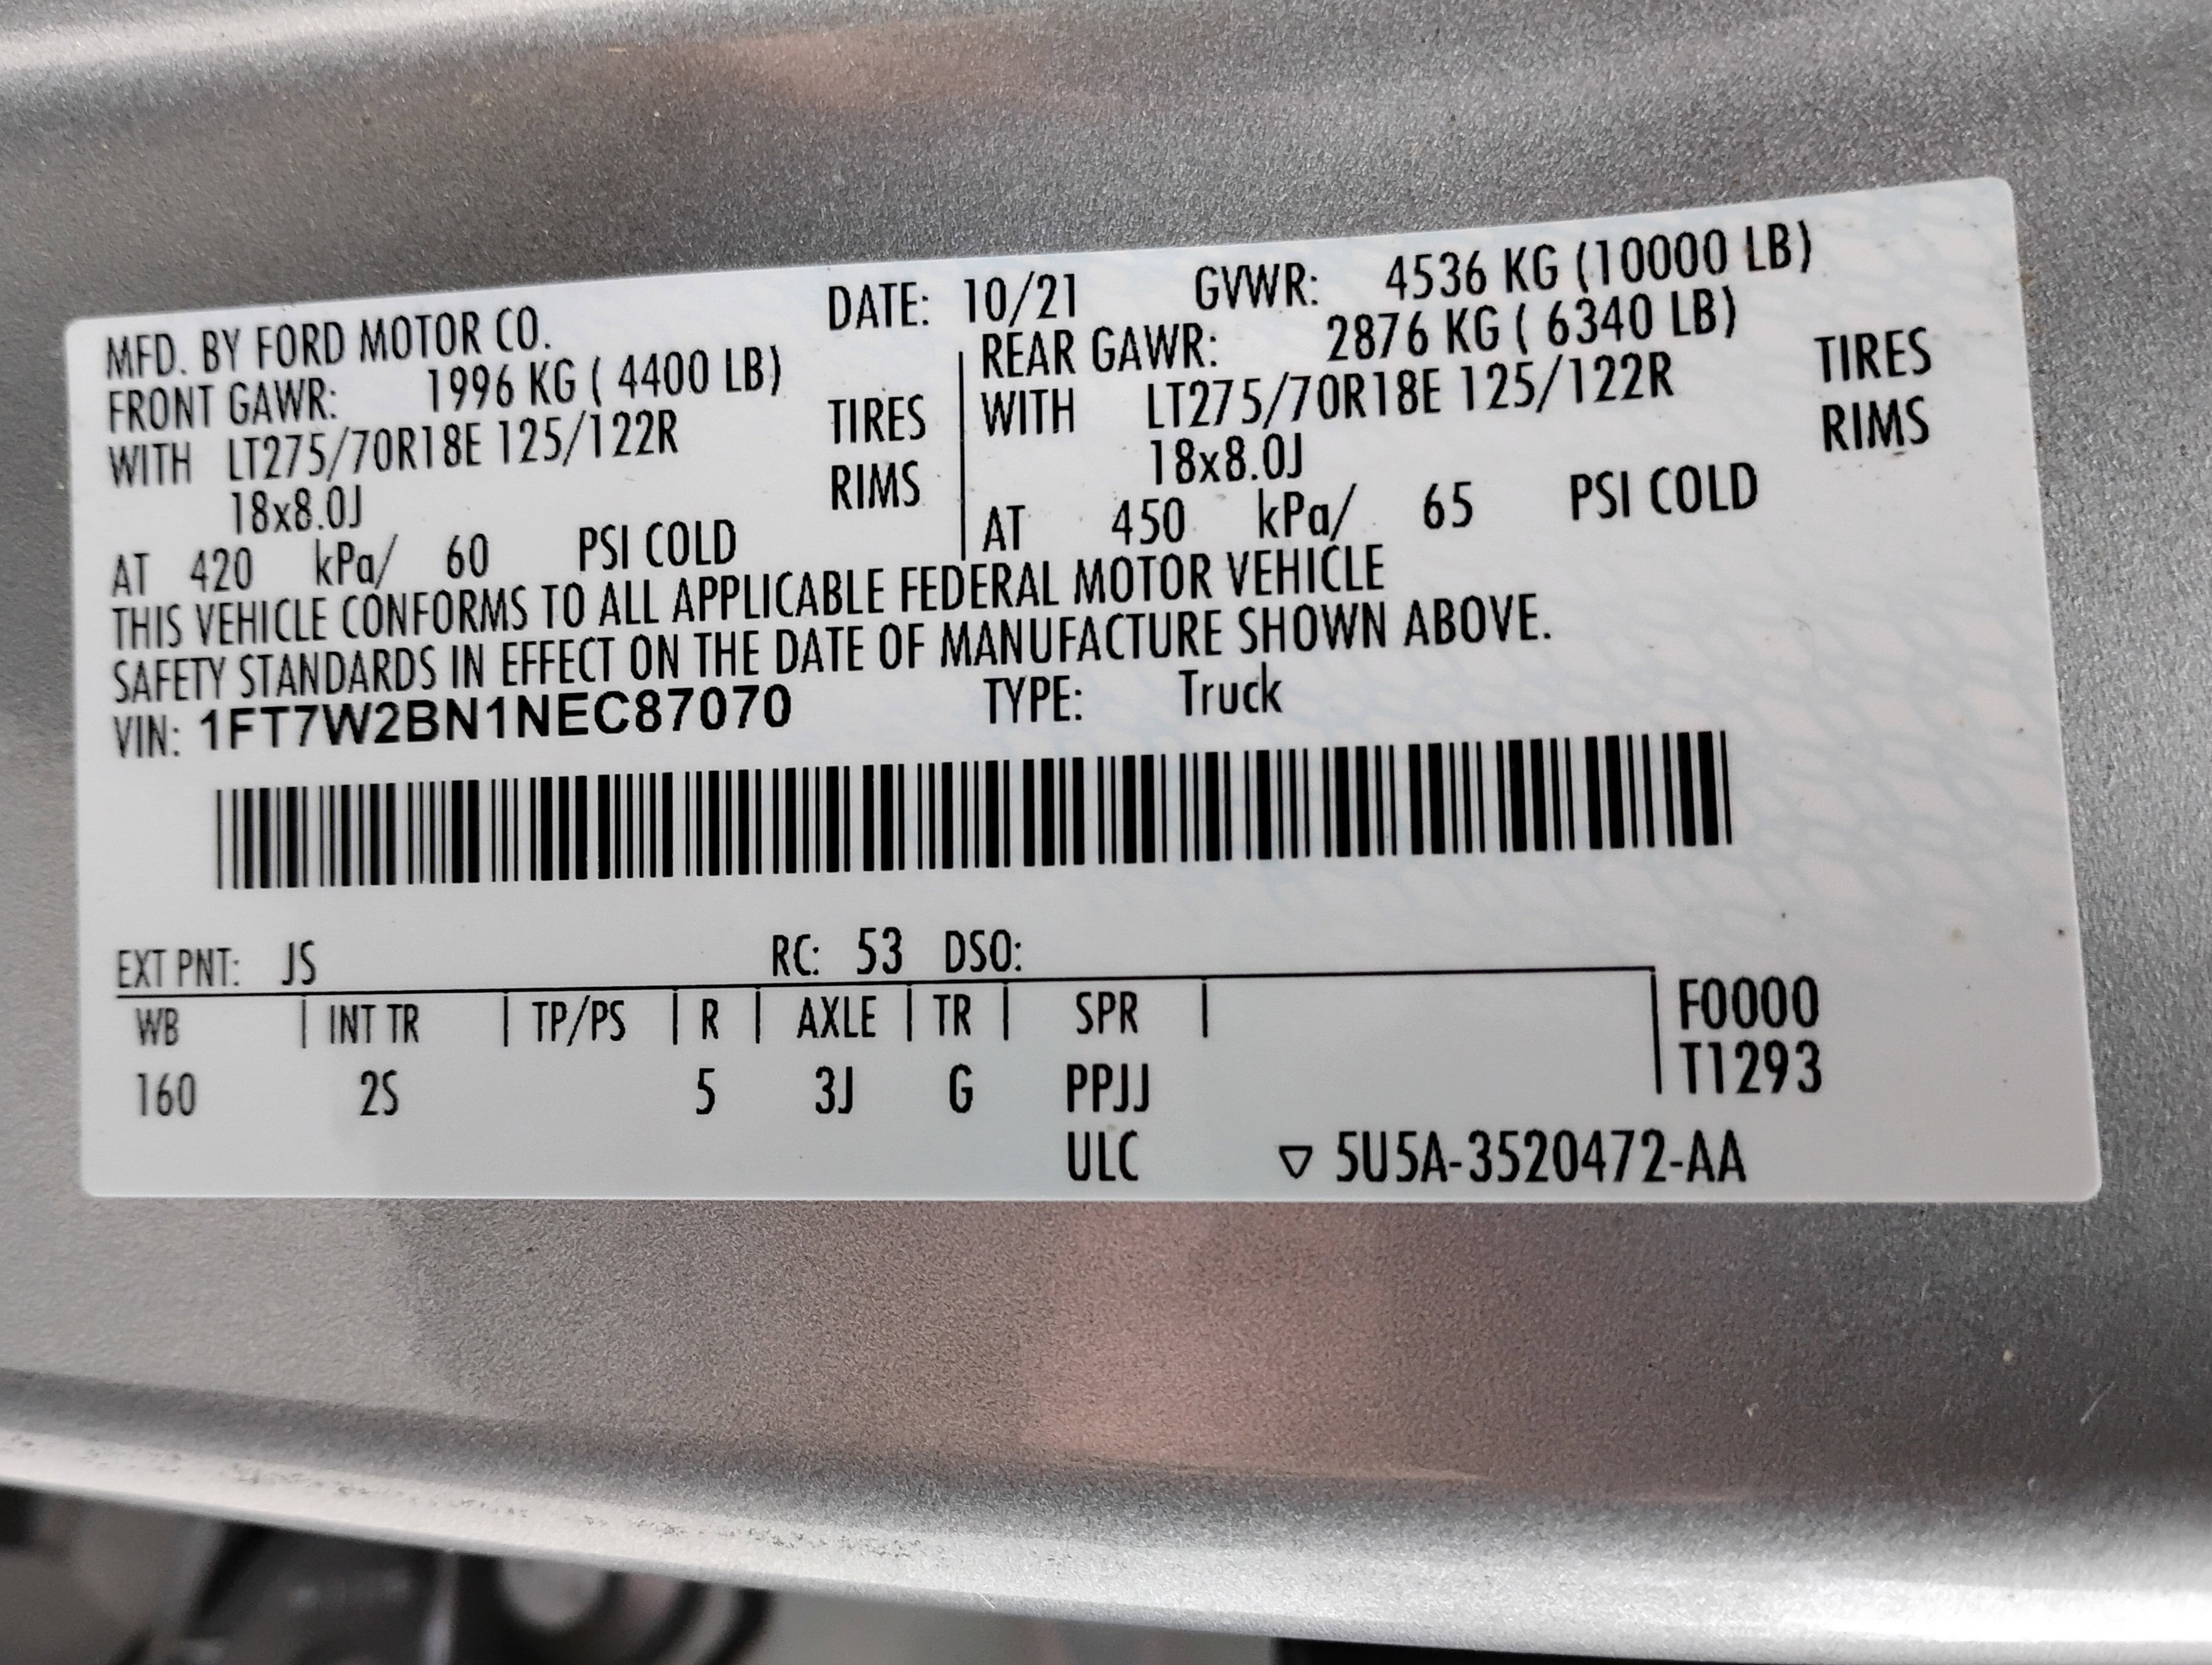 MFD. BY FORD MOTOR CO. DATE: 10/21 GVWR: 4536 KG (10000 LB)
FRONT GAWR: 1996 KG ( 4400 LB)
WITH LT275/70R18E 125/122R TIRES
18x8.0J RIMS
AT 420 kPa/ 60 PSI COLD
REAR GAWR: 2876 KG ( 6340 LB)
WITH LT275/70R18E 125/122R TIRES
18x8.0J RIMS
AT 450 kPa/ 65 PSI COLD
THIS VEHICLE CONFORMS TO ALL APPLICABLE FEDERAL MOTOR VEHICLE
SAFETY STANDARDS IN EFFECT ON THE DATE OF MANUFACTURE SHOWN ABOVE.
VIN: 1FT7W2BN1NEC87070 TYPE: Truck
EXT PNT: JS RC: 53 DSO:
WB | INT TR | TP/PS | R | AXLE | TR | SPR |
160 2S 5 3J G PPJJ
ULC ▽ 5U5A-3520472-AA
F0000
T1293